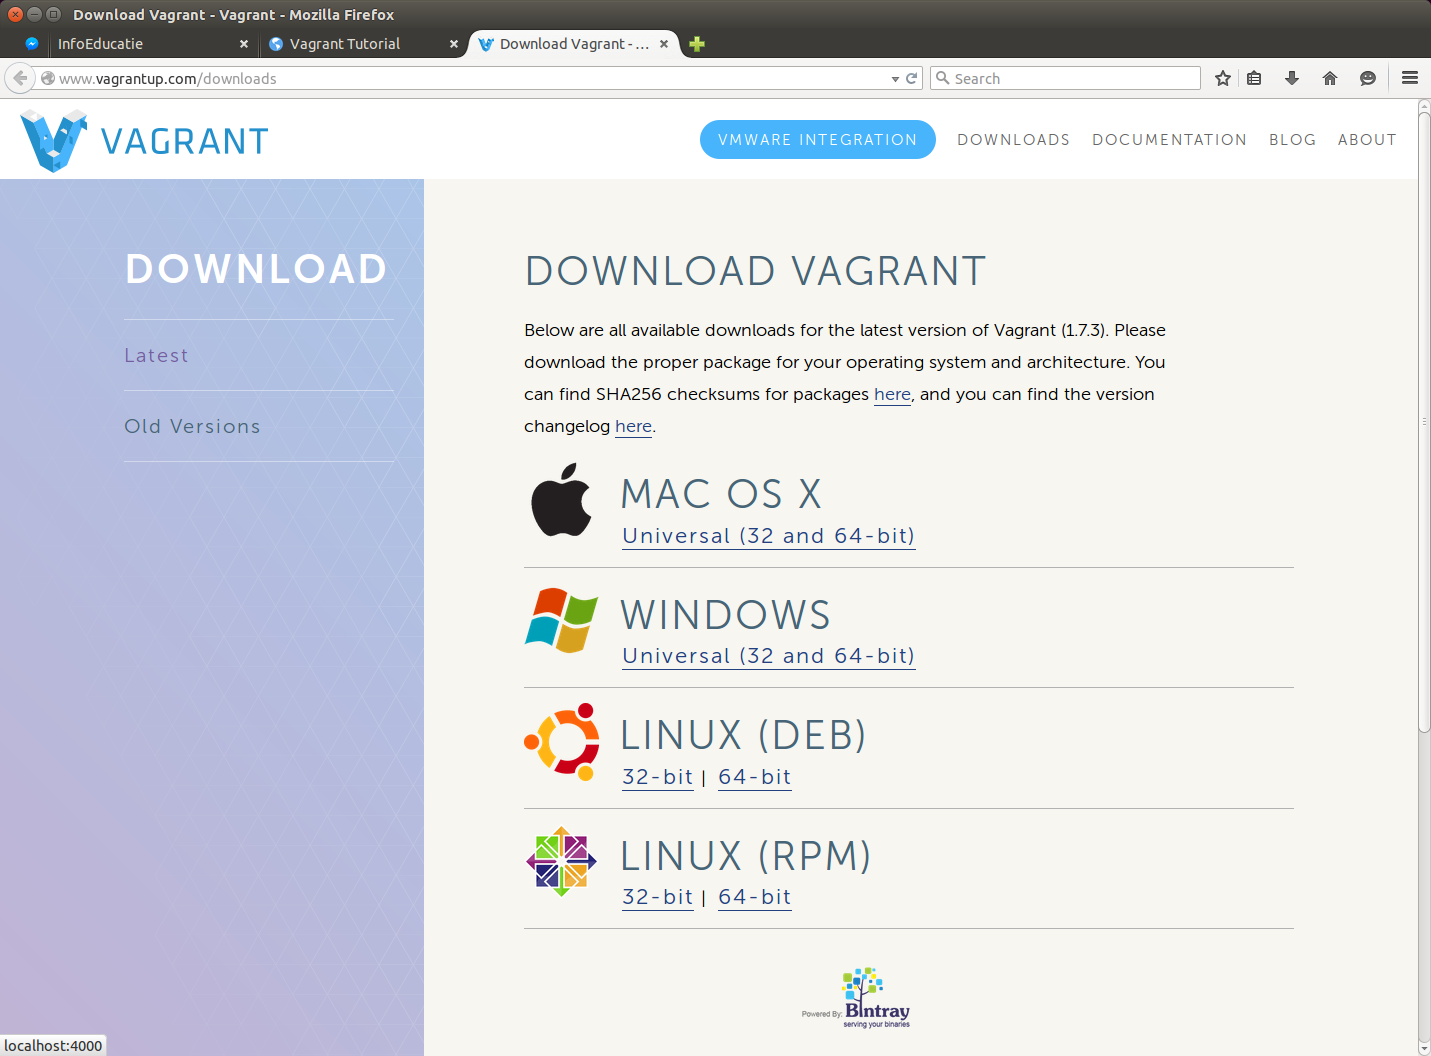 Download Vagrant - Vagrant - Mozilla Firefox
InfoEducatie
Vagrant Tutorial
Download Vagrant - ...
www.vagrantup.com/downloads
Search
VAGRANT
VMWARE INTEGRATION
DOWNLOADS
DOCUMENTATION
BLOG
ABOUT
DOWNLOAD
Latest
Old Versions
DOWNLOAD VAGRANT
Below are all available downloads for the latest version of Vagrant (1.7.3). Please
download the proper package for your operating system and architecture. You
can find SHA256 checksums for packages here, and you can find the version
changelog here.
MAC OS X
Universal (32 and 64-bit)
WINDOWS
Universal (32 and 64-bit)
LINUX (DEB)
32-bit | 64-bit
LINUX (RPM)
32-bit | 64-bit
Powered By: Bintray
serving your binaries
localhost:4000